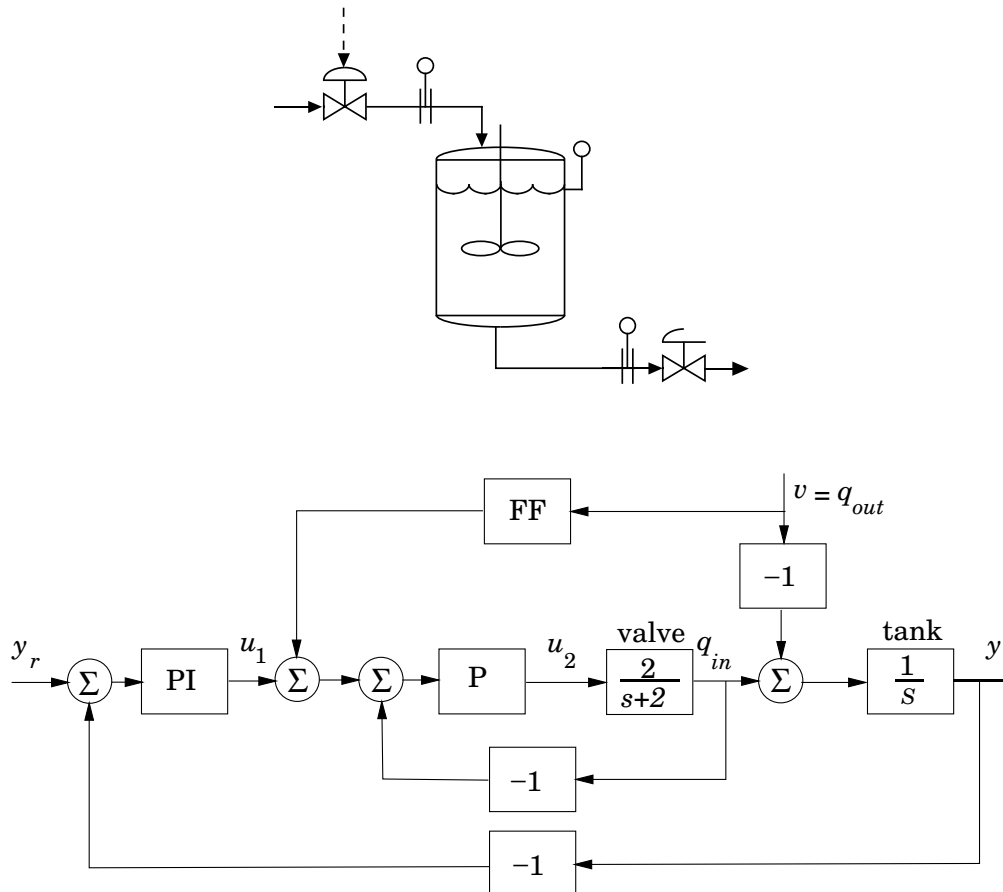 FF
v = q_out
−1
y_r
Σ
PI
u_1
Σ
Σ
P
u_2
valve
2
s+2
q_in
Σ
tank
1
s
y
−1
−1